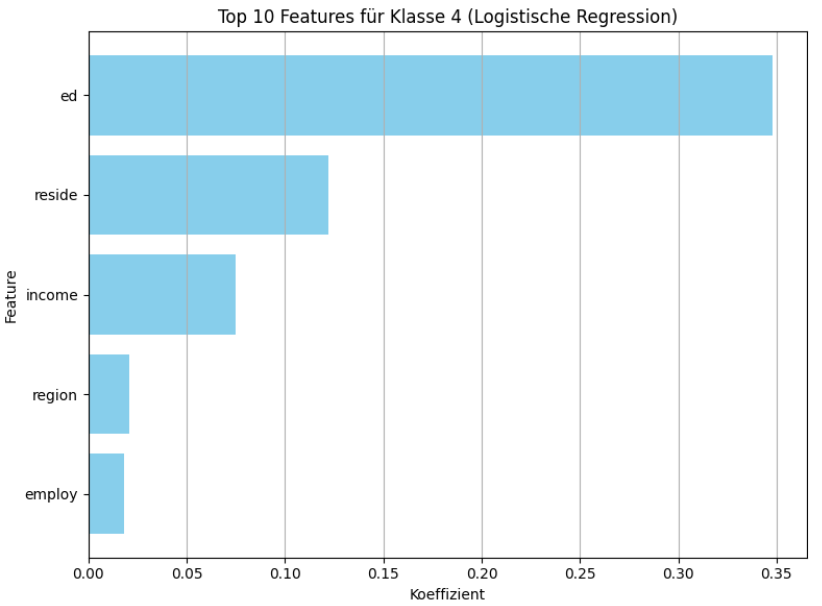 Top 10 Features für Klasse 4 (Logistische Regression)
Feature
ed
reside
income
region
employ
0.00 0.05 0.10 0.15 0.20 0.25 0.30 0.35
Koeffizient